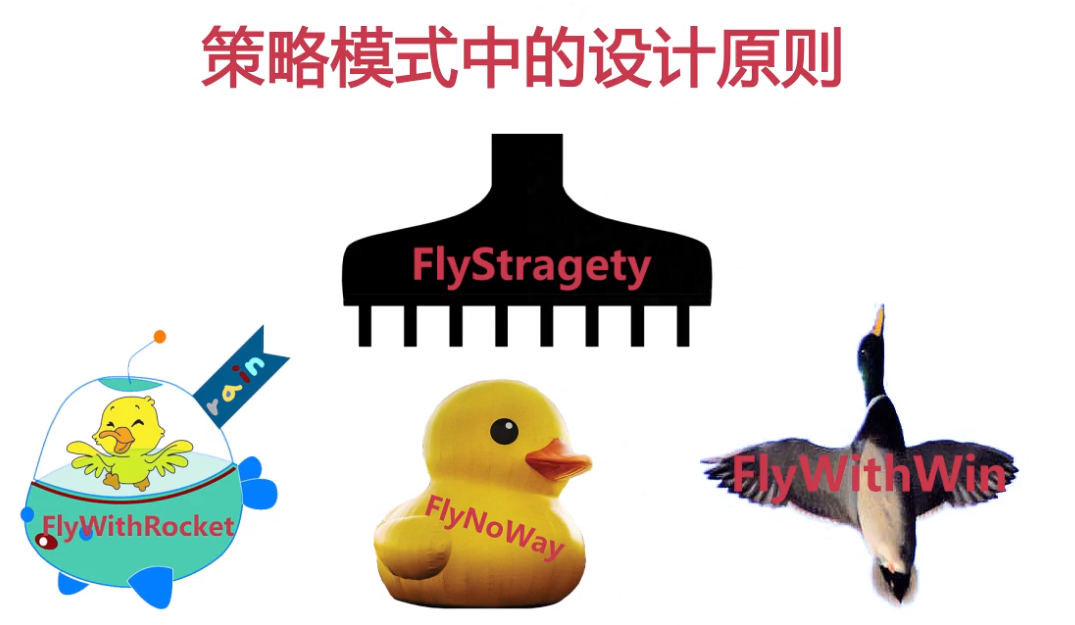 策略模式中的设计原则
FlyStragety
rain
FlyWithRocket
FlyNoWay
FlyWithWin